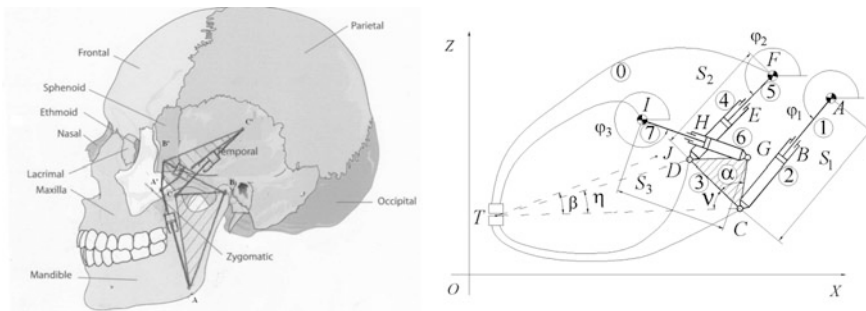 Parietal
Frontal
Sphenoid
Ethmoid
Nasal
Lacrimal
Maxilla
Temporal
Occipital
Zygomatic
Mandible
C''
B''
A''
C
B
A
Z
φ₂
F
0
S₂
5
I
4
E
φ₁
A
1
φ₃
7
H
6
J
G
B
S₁
D
3
α
2
S₃
ν
T
β
η
C
O
X